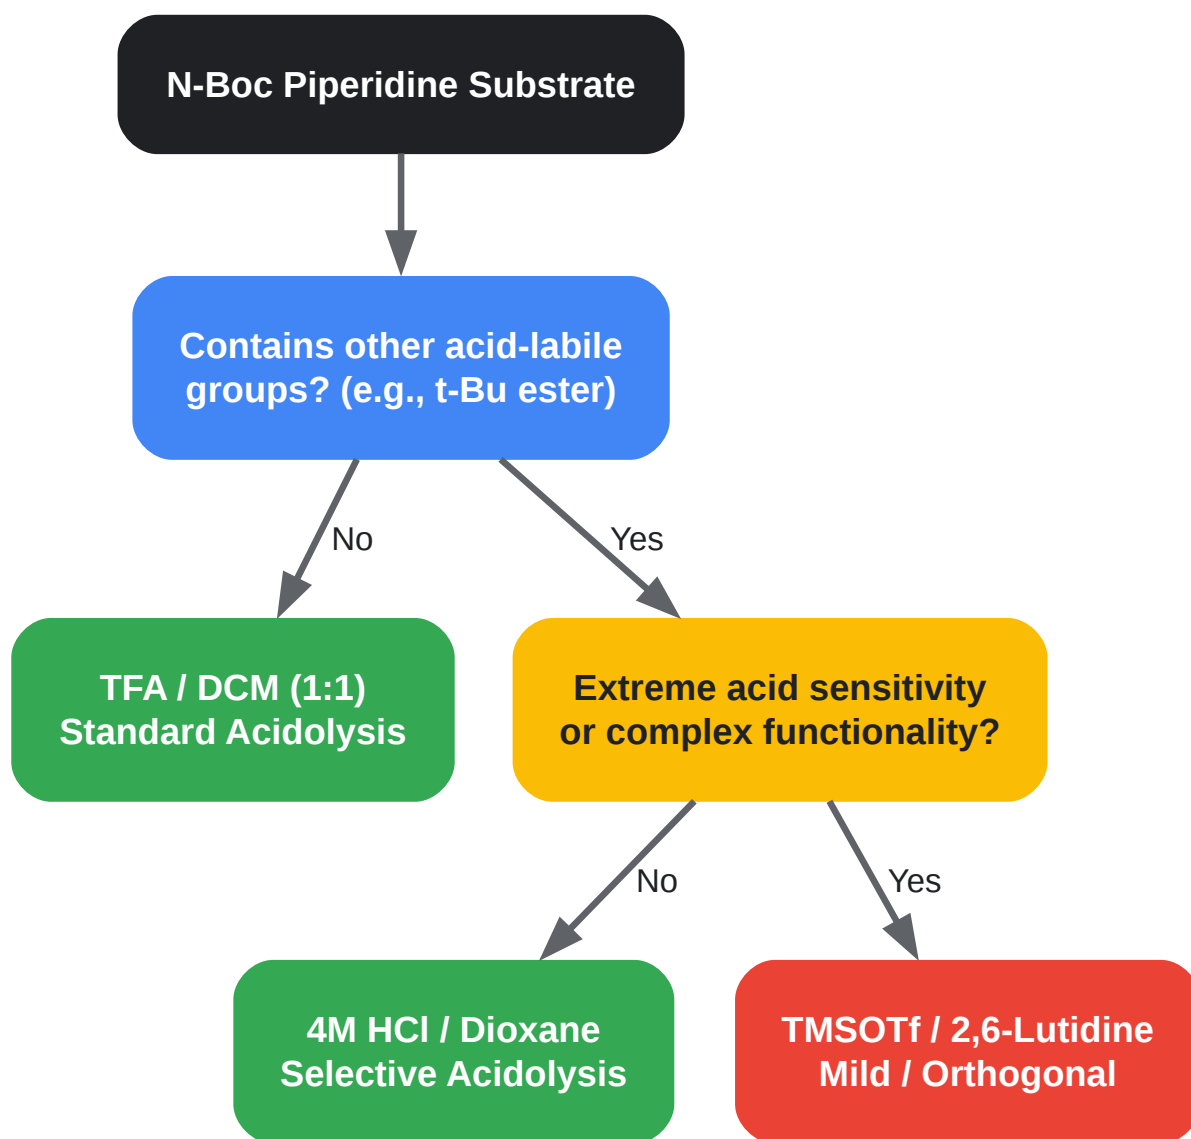 N-Boc Piperidine Substrate
Contains other acid-labile
groups? (e.g., t-Bu ester)
No
Yes
TFA / DCM (1:1)
Standard Acidolysis
Extreme acid sensitivity
or complex functionality?
No
Yes
4M HCl / Dioxane
Selective Acidolysis
TMSOTf / 2,6-Lutidine
Mild / Orthogonal